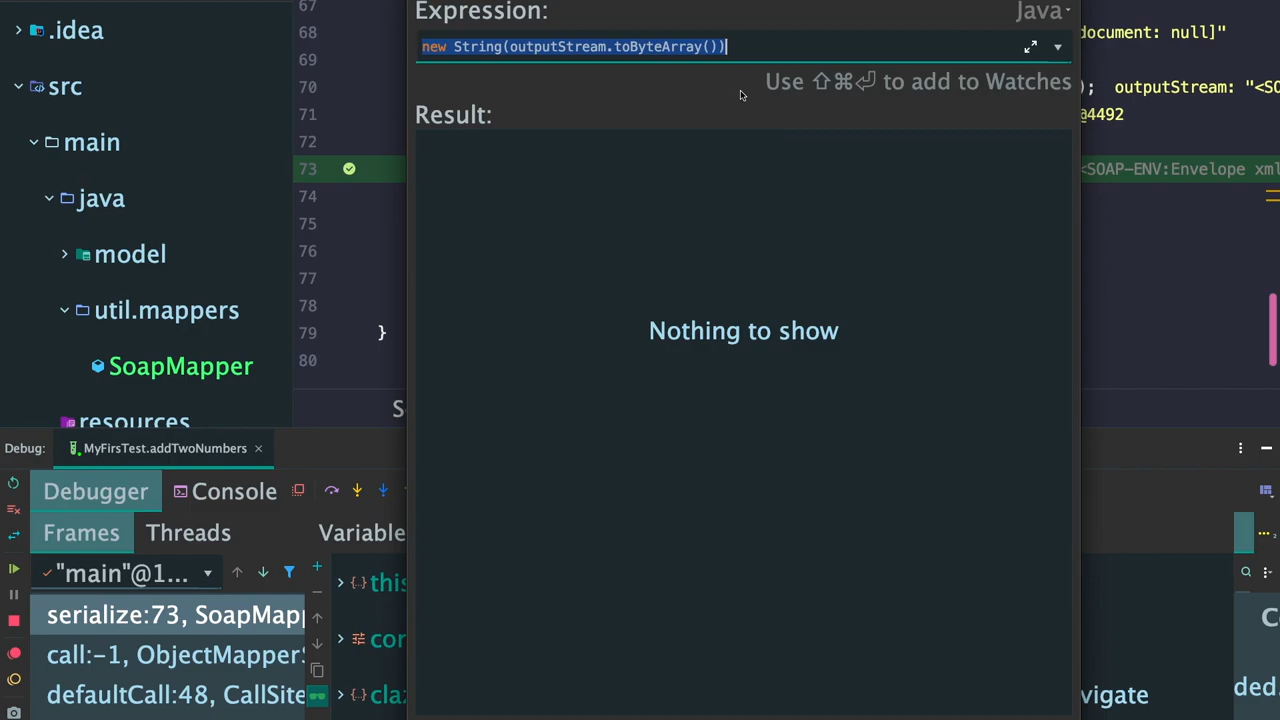 .idea
src
main
java
model
util.mappers
SoapMapper
resources
67
68
69
70
71
72
73
74
75
76
77
78
79 }
80
Expression:
Java
new String(outputStream.toByteArray())
Use ⇧⌘⏎ to add to Watches
Result:
Nothing to show
document: null]"
); outputStream: "<SO
@4492
<SOAP-ENV:Envelope xml
Debug:
MyFirsTest.addTwoNumbers
Debugger
Console
Frames
Threads
Variable
"main"@1...
serialize:73, SoapMap
call:-1, ObjectMapper
defaultCall:48, CallSite
this
cor
cla
vigate
ded.